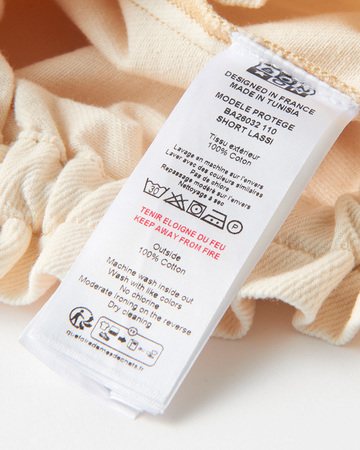 DESIGNED IN FRANCE
MADE IN TUNISIA
MODELE PROTEGE
BA26032 110
SHORT LASSI
Tissu extérieur
100% Coton
Lavage en machine sur l'envers
Laver avec des couleurs similaires
Pas de chlore
Repassage modéré sur l'envers
Nettoyage à sec
30
P
TENIR ELOIGNE DU FEU
KEEP AWAY FROM FIRE
Outside
100% Cotton
Machine wash inside out
Wash with like colors
No chlorine
Moderate ironing on the reverse
Dry cleaning
quefairedemesdechets.fr